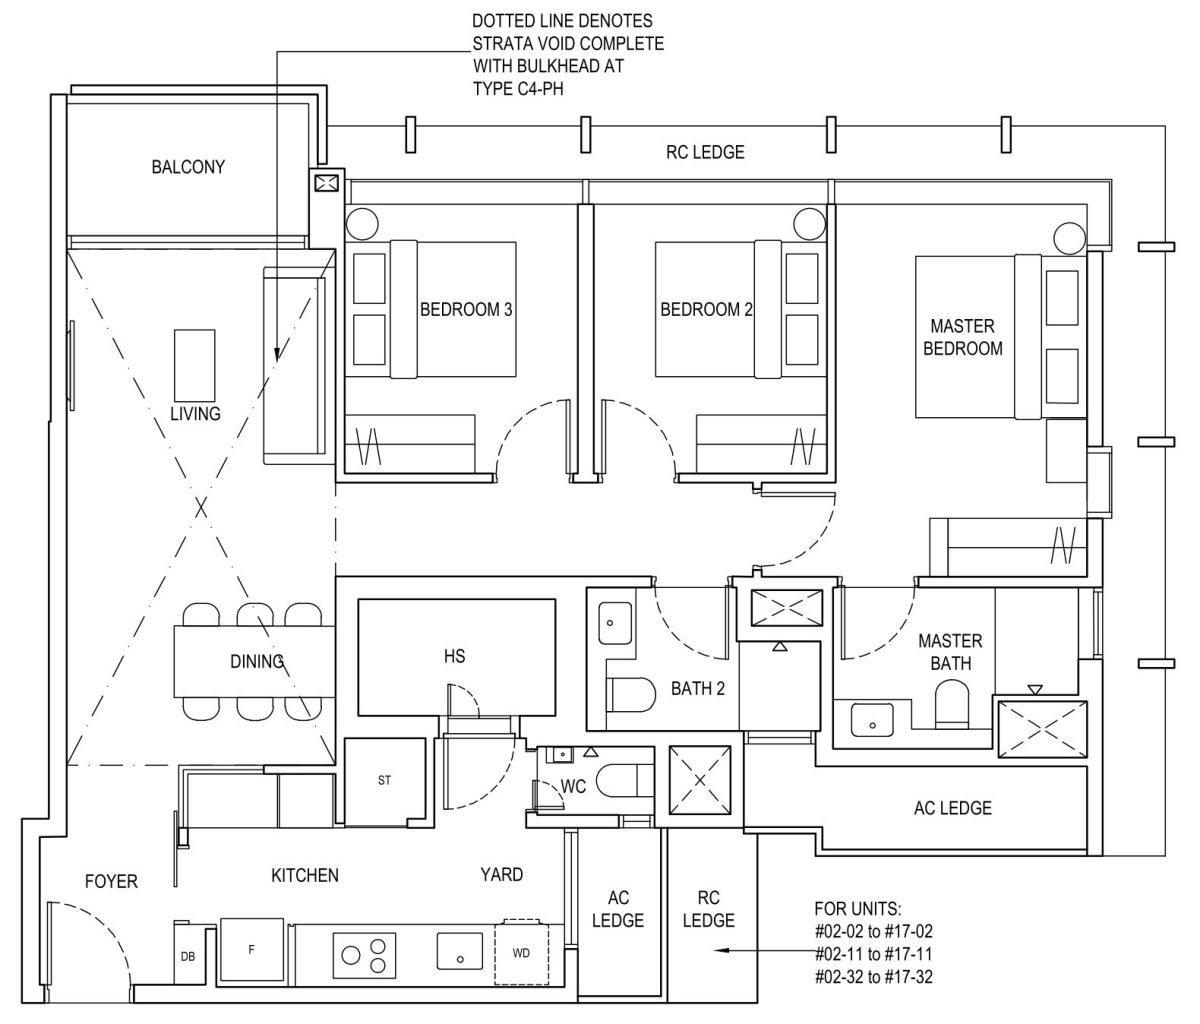 DOTTED LINE DENOTES
STRATA VOID COMPLETE
WITH BULKHEAD AT
TYPE C4-PH
BALCONY
RC LEDGE
BEDROOM 3
BEDROOM 2
MASTER
BEDROOM
LIVING
DINING
HS
BATH 2
MASTER
BATH
ST
WC
AC LEDGE
FOYER
KITCHEN
YARD
AC
LEDGE
RC
LEDGE
DB
F
WD
FOR UNITS:
#02-02 to #17-02
#02-11 to #17-11
#02-32 to #17-32